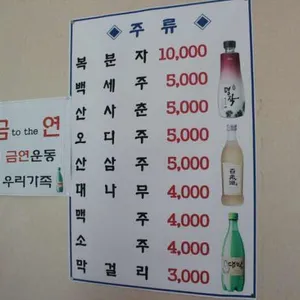 ◆ 주 류 ◆
복 분 자 10,000
백 세 주 5,000
산 사 춘 5,000
오 디 주 5,000
산 삼 주 5,000
대 나 무 4,000
맥 주 4,000
소 주 4,000
막 걸 리 3,000
금 to the 연
금연운동
우리가족